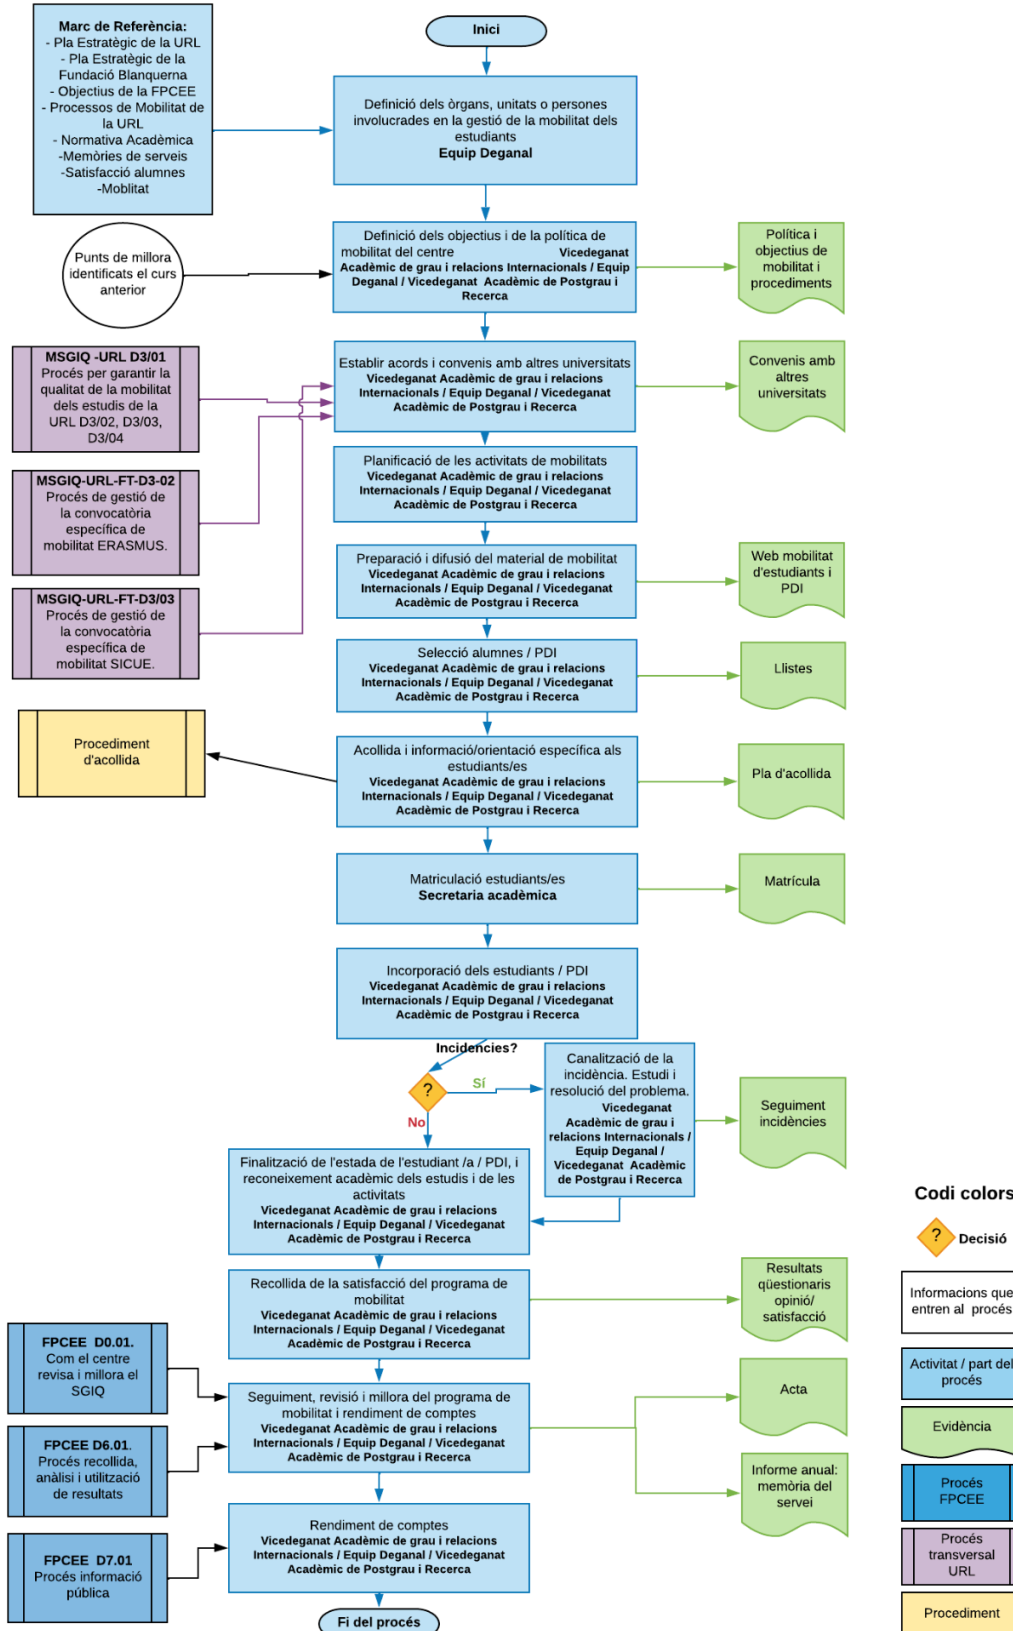 Marc de Referència:
- Pla Estratègic de la URL
- Pla Estratègic de la
Fundació Blanquerna
- Objectius de la FPCEE
- Processos de Mobilitat de
la URL
- Normativa Acadèmica
-Memòries de serveis
-Satisfacció alumnes
-Moblitat
Inici
Definició dels òrgans, unitats o persones
involucrades en la gestió de la mobilitat dels
estudiants
Equip Deganal
Punts de millora
identificats el curs
anterior
Definició dels objectius i de la política de
mobilitat del centre Vicedeganat
Acadèmic de grau i relacions Internacionals / Equip
Deganal / Vicedeganat Acadèmic de Postgrau i
Recerca
Política i
objectius de
mobilitat i
procediments
MSGIQ -URL D3/01
Procés per garantir la
qualitat de la mobilitat
dels estudis de la
URL D3/02, D3/03,
D3/04
Establir acords i convenis amb altres universitats
Vicedeganat Acadèmic de grau i relacions
Internacionals / Equip Deganal / Vicedeganat
Acadèmic de Postgrau i Recerca
Convenis amb
altres
universitats
MSGIQ-URL-FT-D3-02
Procés de gestió de
la convocatòria
específica de
mobilitat ERASMUS.
Planificació de les activitats de mobilitats
Vicedeganat Acadèmic de grau i relacions
Internacionals / Equip Deganal / Vicedeganat
Acadèmic de Postgrau i Recerca
Preparació i difusió del material de mobilitat
Vicedeganat Acadèmic de grau i relacions
Internacionals / Equip Deganal / Vicedeganat
Acadèmic de Postgrau i Recerca
Web mobilitat
d'estudiants i
PDI
MSGIQ-URL-FT-D3/03
Procés de gestió de
la convocatòria
específica de
mobilitat SICUE.
Selecció alumnes / PDI
Vicedeganat Acadèmic de grau i relacions
Internacionals / Equip Deganal / Vicedeganat
Acadèmic de Postgrau i Recerca
Llistes
Procediment
d'acollida
Acollida i informació/orientació específica als
estudiants/es
Vicedeganat Acadèmic de grau i relacions
Internacionals / Equip Deganal / Vicedeganat
Acadèmic de Postgrau i Recerca
Pla d'acollida
Matriculació estudiants/es
Secretaria acadèmica
Matrícula
Incorporació dels estudiants / PDI
Vicedeganat Acadèmic de grau i relacions
Internacionals / Equip Deganal / Vicedeganat
Acadèmic de Postgrau i Recerca
Incidencies?
?
Sí
No
Canalització de la
incidència. Estudi i
resolució del problema.
Vicedeganat
Acadèmic de grau i
relacions Internacionals /
Equip Deganal /
Vicedeganat Acadèmic
de Postgrau i Recerca
Seguiment
incidències
Finalització de l'estada de l'estudiant /a / PDI, i
reconeixement acadèmic dels estudis i de les
activitats
Vicedeganat Acadèmic de grau i relacions
Internacionals / Equip Deganal / Vicedeganat
Acadèmic de Postgrau i Recerca
Recollida de la satisfacció del programa de
mobilitat
Vicedeganat Acadèmic de grau i relacions
Internacionals / Equip Deganal / Vicedeganat
Acadèmic de Postgrau i Recerca
Resultats
qüestionaris
opinió/
satisfacció
FPCEE D0.01.
Com el centre
revisa i millora el
SGIQ
Seguiment, revisió i millora del programa de
mobilitat i rendiment de comptes
Vicedeganat Acadèmic de grau i relacions
Internacionals / Equip Deganal / Vicedeganat
Acadèmic de Postgrau i Recerca
Acta
FPCEE D6.01.
Procés recollida,
anàlisi i utilització
de resultats
Informe anual:
memòria del
servei
FPCEE D7.01
Procés informació
pública
Rendiment de comptes
Vicedeganat Acadèmic de grau i relacions
Internacionals / Equip Deganal / Vicedeganat
Acadèmic de Postgrau i Recerca
Fi del procés
Codi colors
?
Decisió
Informacions que
entren al procés
Activitat / part del
procés
Evidència
Procés
FPCEE
Procés
transversal
URL
Procediment